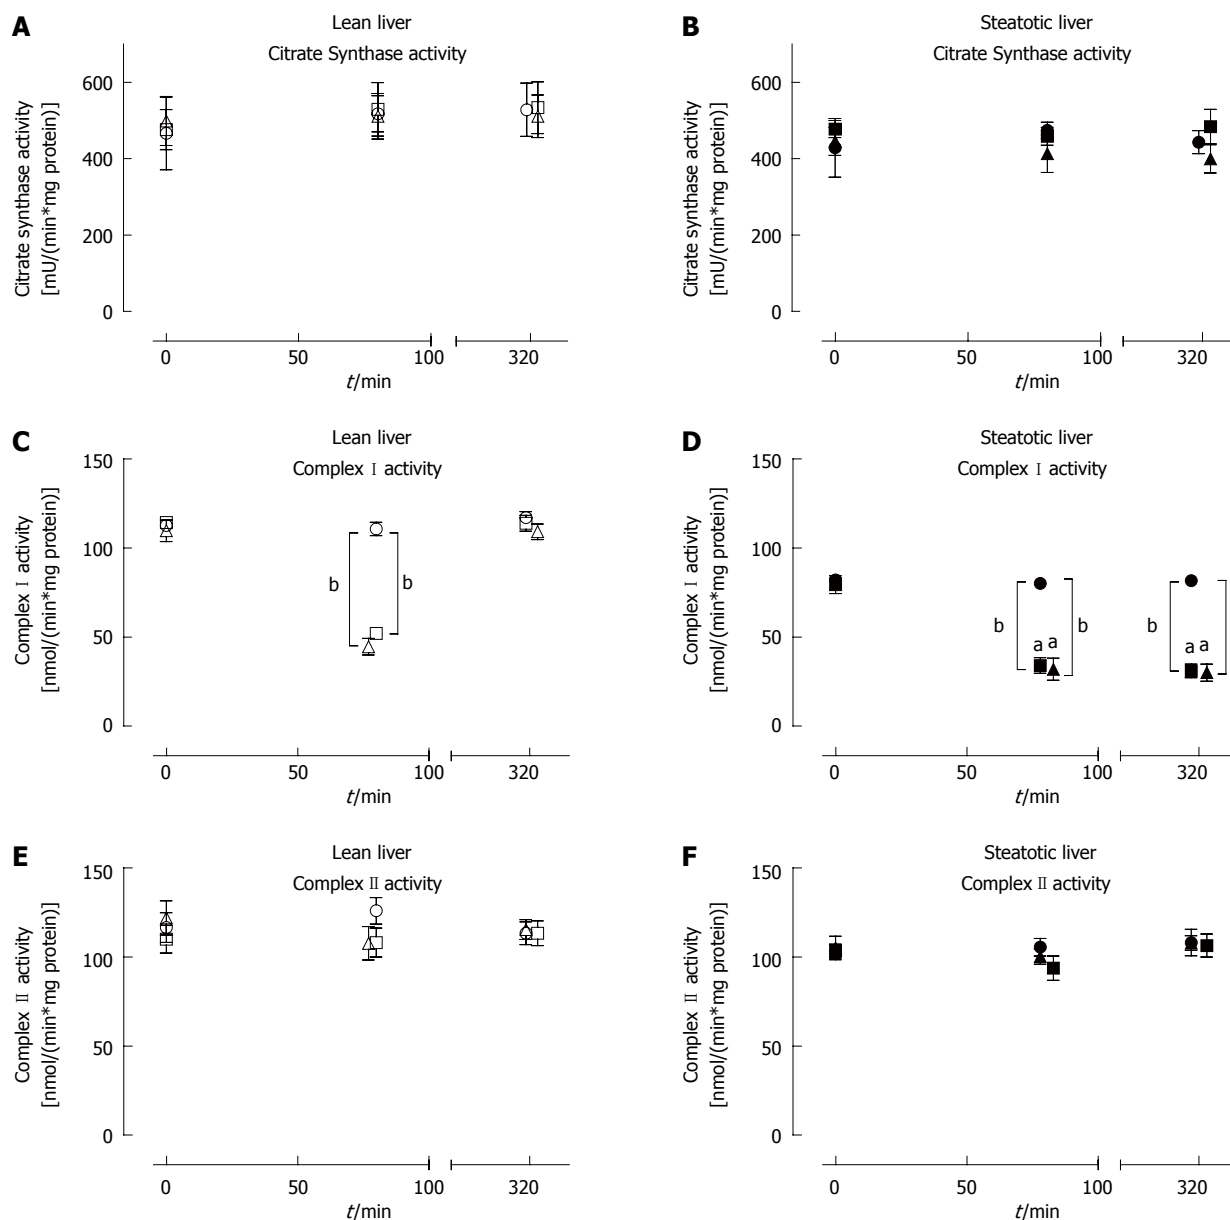 A
Lean liver
Citrate Synthase activity
Citrate synthase activity
[mU/(min*mg protein)]
600
400
200
0
0 50 100 320
t/min
B
Steatotic liver
Citrate Synthase activity
Citrate synthase activity
[mU/(min*mg protein)]
600
400
200
0
0 50 100 320
t/min
C
Lean liver
Complex I activity
Complex I activity
[nmol/(min*mg protein)]
150
100
50
0
b b
0 50 100 320
t/min
D
Steatotic liver
Complex I activity
Complex I activity
[nmol/(min*mg protein)]
150
100
50
0
b a a b b a a
0 50 100 320
t/min
E
Lean liver
Complex II activity
Complex II activity
[nmol/(min*mg protein)]
150
100
50
0
0 50 100 320
t/min
F
Steatotic liver
Complex II activity
Complex II activity
[nmol/(min*mg protein)]
150
100
50
0
0 50 100 320
t/min